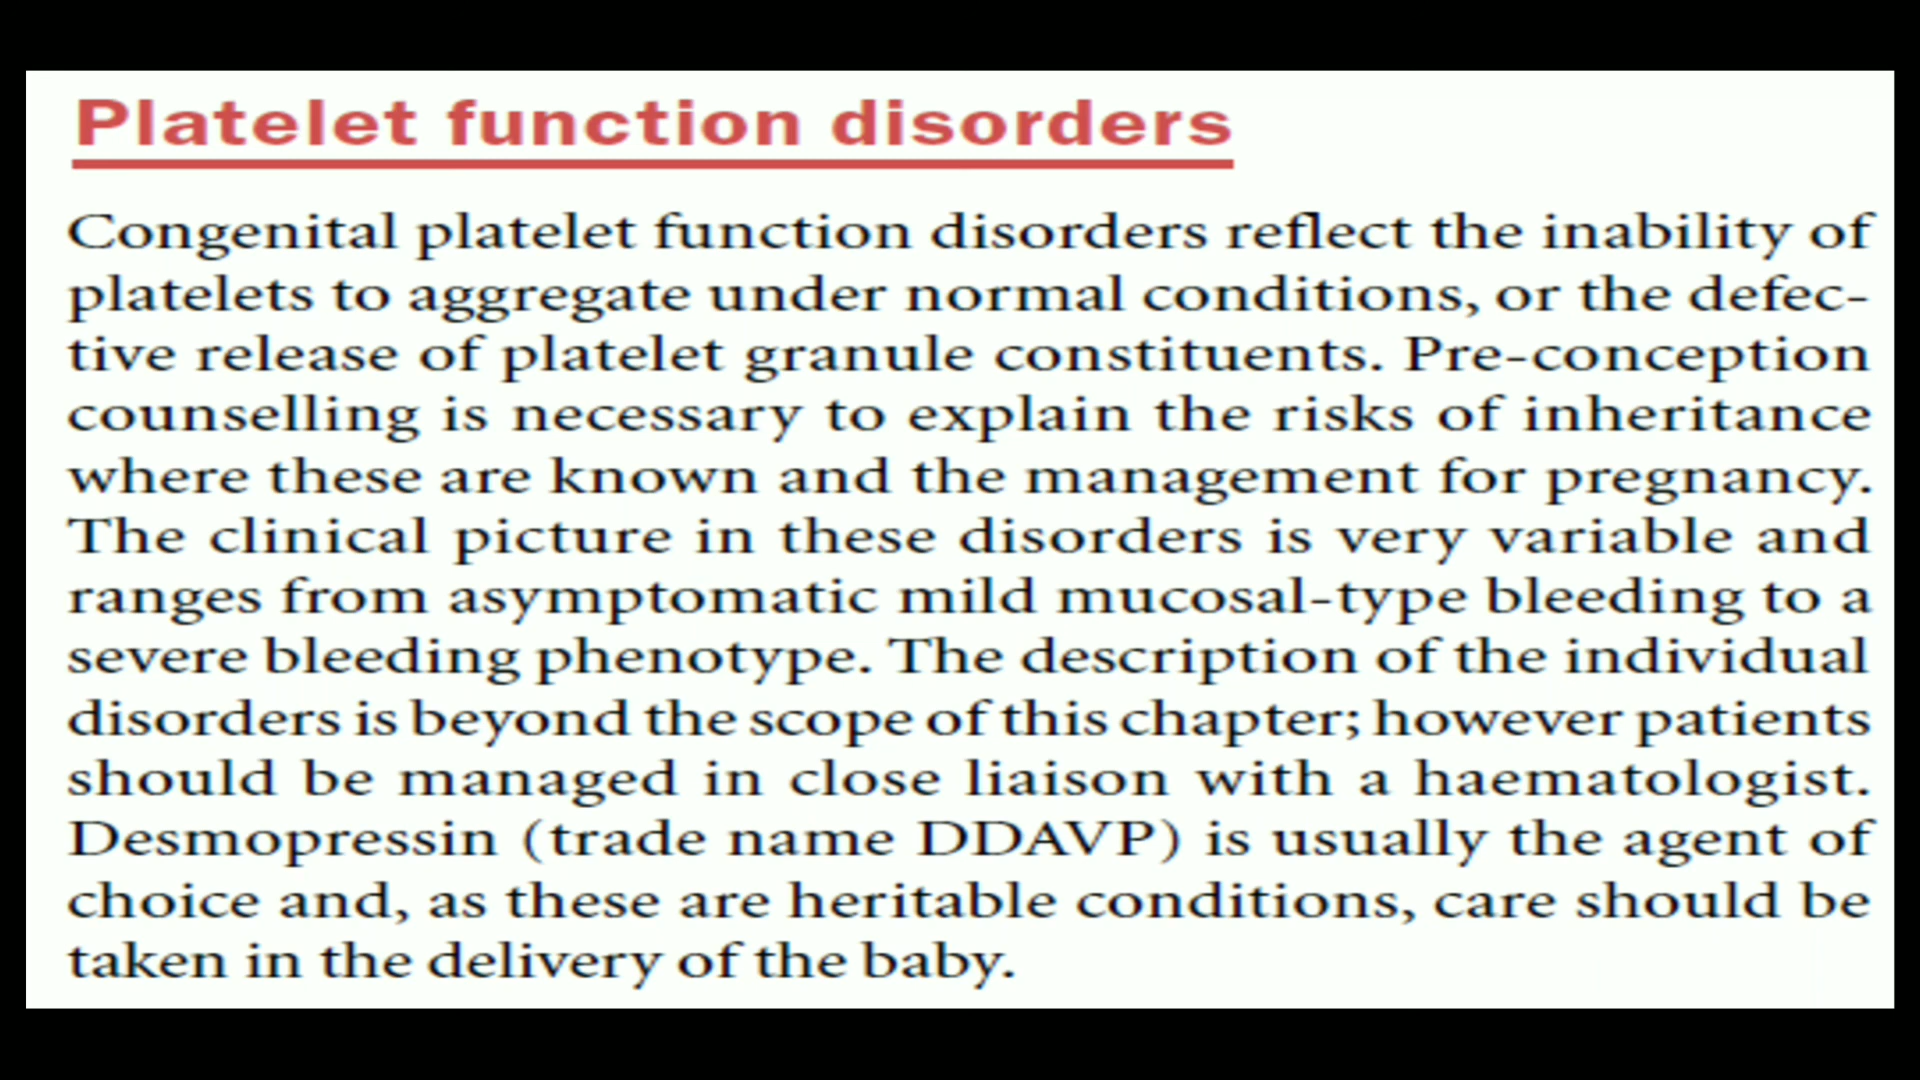 Platelet function disorders
Congenital platelet function disorders reflect the inability of
platelets to aggregate under normal conditions, or the defec-
tive release of platelet granule constituents. Pre-conception
counselling is necessary to explain the risks of inheritance
where these are known and the management for pregnancy.
The clinical picture in these disorders is very variable and
ranges from asymptomatic mild mucosal-type bleeding to a
severe bleeding phenotype. The description of the individual
disorders is beyond the scope of this chapter; however patients
should be managed in close liaison with a haematologist.
Desmopressin (trade name DDAVP) is usually the agent of
choice and, as these are heritable conditions, care should be
taken in the delivery of the baby.